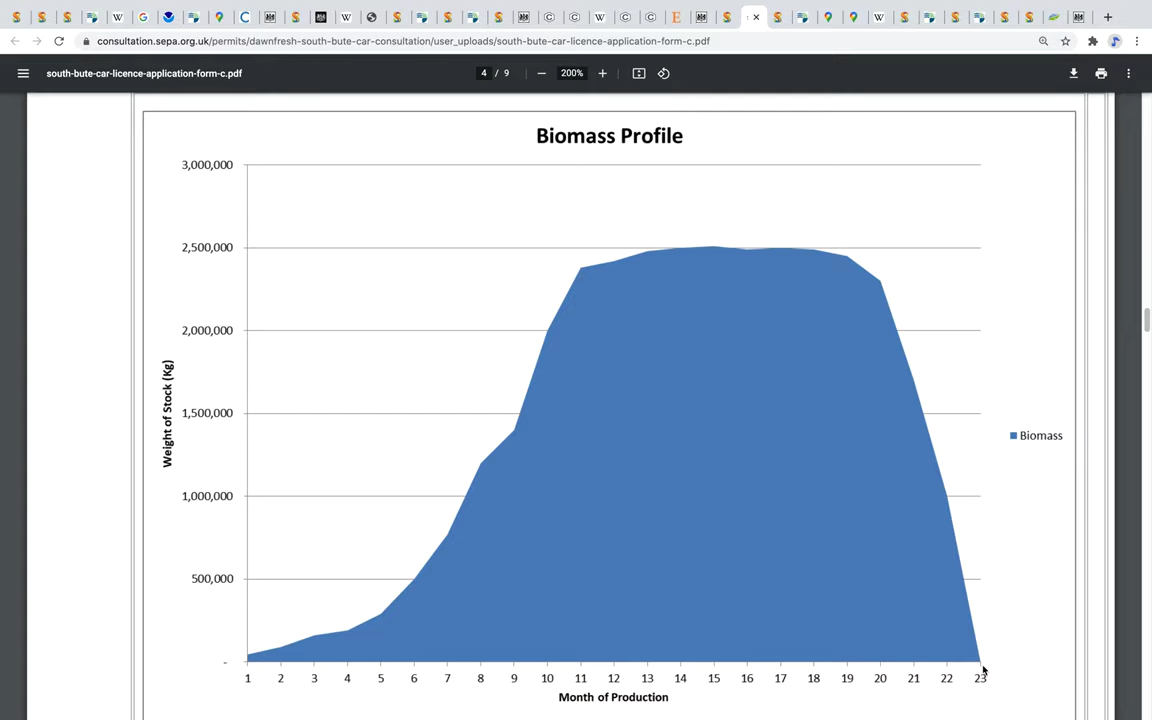 consultation.sepa.org.uk/permits/dawnfresh-south-bute-car-consultation/user_uploads/south-bute-car-licence-application-form-c.pdf
south-bute-car-licence-application-form-c.pdf
4 / 9
200%
Biomass Profile
3,000,000
2,500,000
2,000,000
1,500,000
1,000,000
500,000
-
Weight of Stock (Kg)
Biomass
1 2 3 4 5 6 7 8 9 10 11 12 13 14 15 16 17 18 19 20 21 22 23
Month of Production